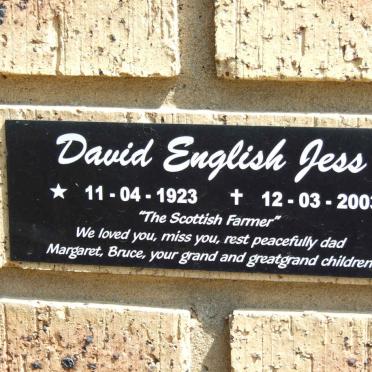 David English Jess
★ 11 - 04 - 1923 ✝ 12 - 03 - 2003
"The Scottish Farmer"
We loved you, miss you, rest peacefully dad
Margaret, Bruce, your grand and greatgrand children